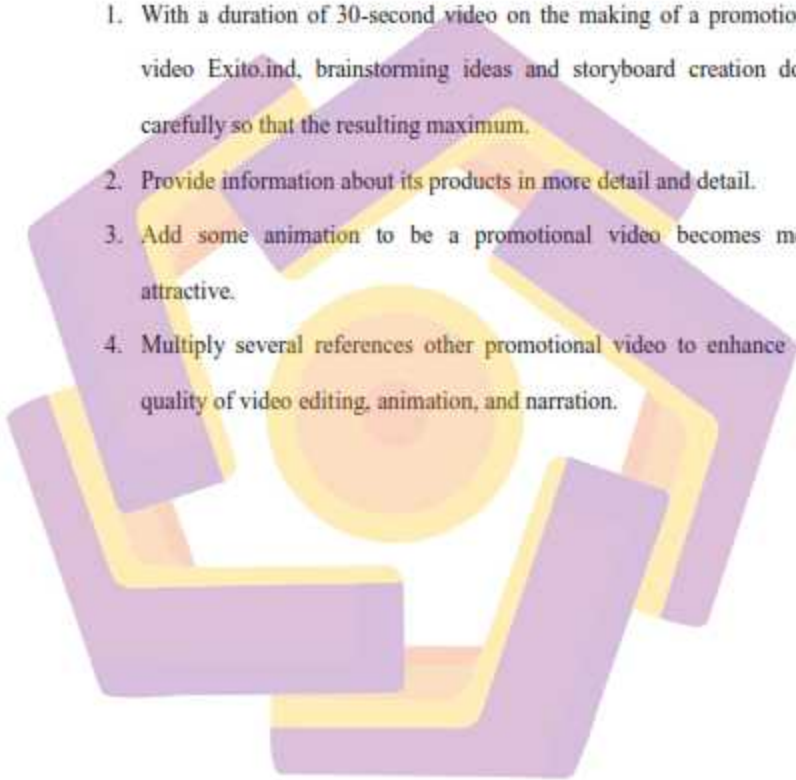 1. With a duration of 30-second video on the making of a
video Exito.ind, brainstorming ideas and storyboard creation
carefully so that the resulting maximum.
2. Provide information about its products in more detail and detail.
3. Add some animation to be a promotional video becomes
attractive.
4. Multiply several references other promotional video to enhance
quality of video editing, animation, and narration.